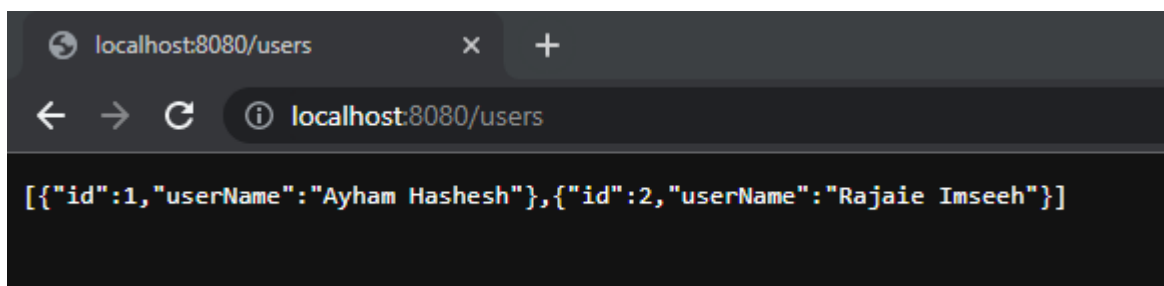 localhost:8080/users
localhost:8080/users
[{"id":1,"userName":"Ayham Hashesh"},{"id":2,"userName":"Rajaie Imseeh"}]